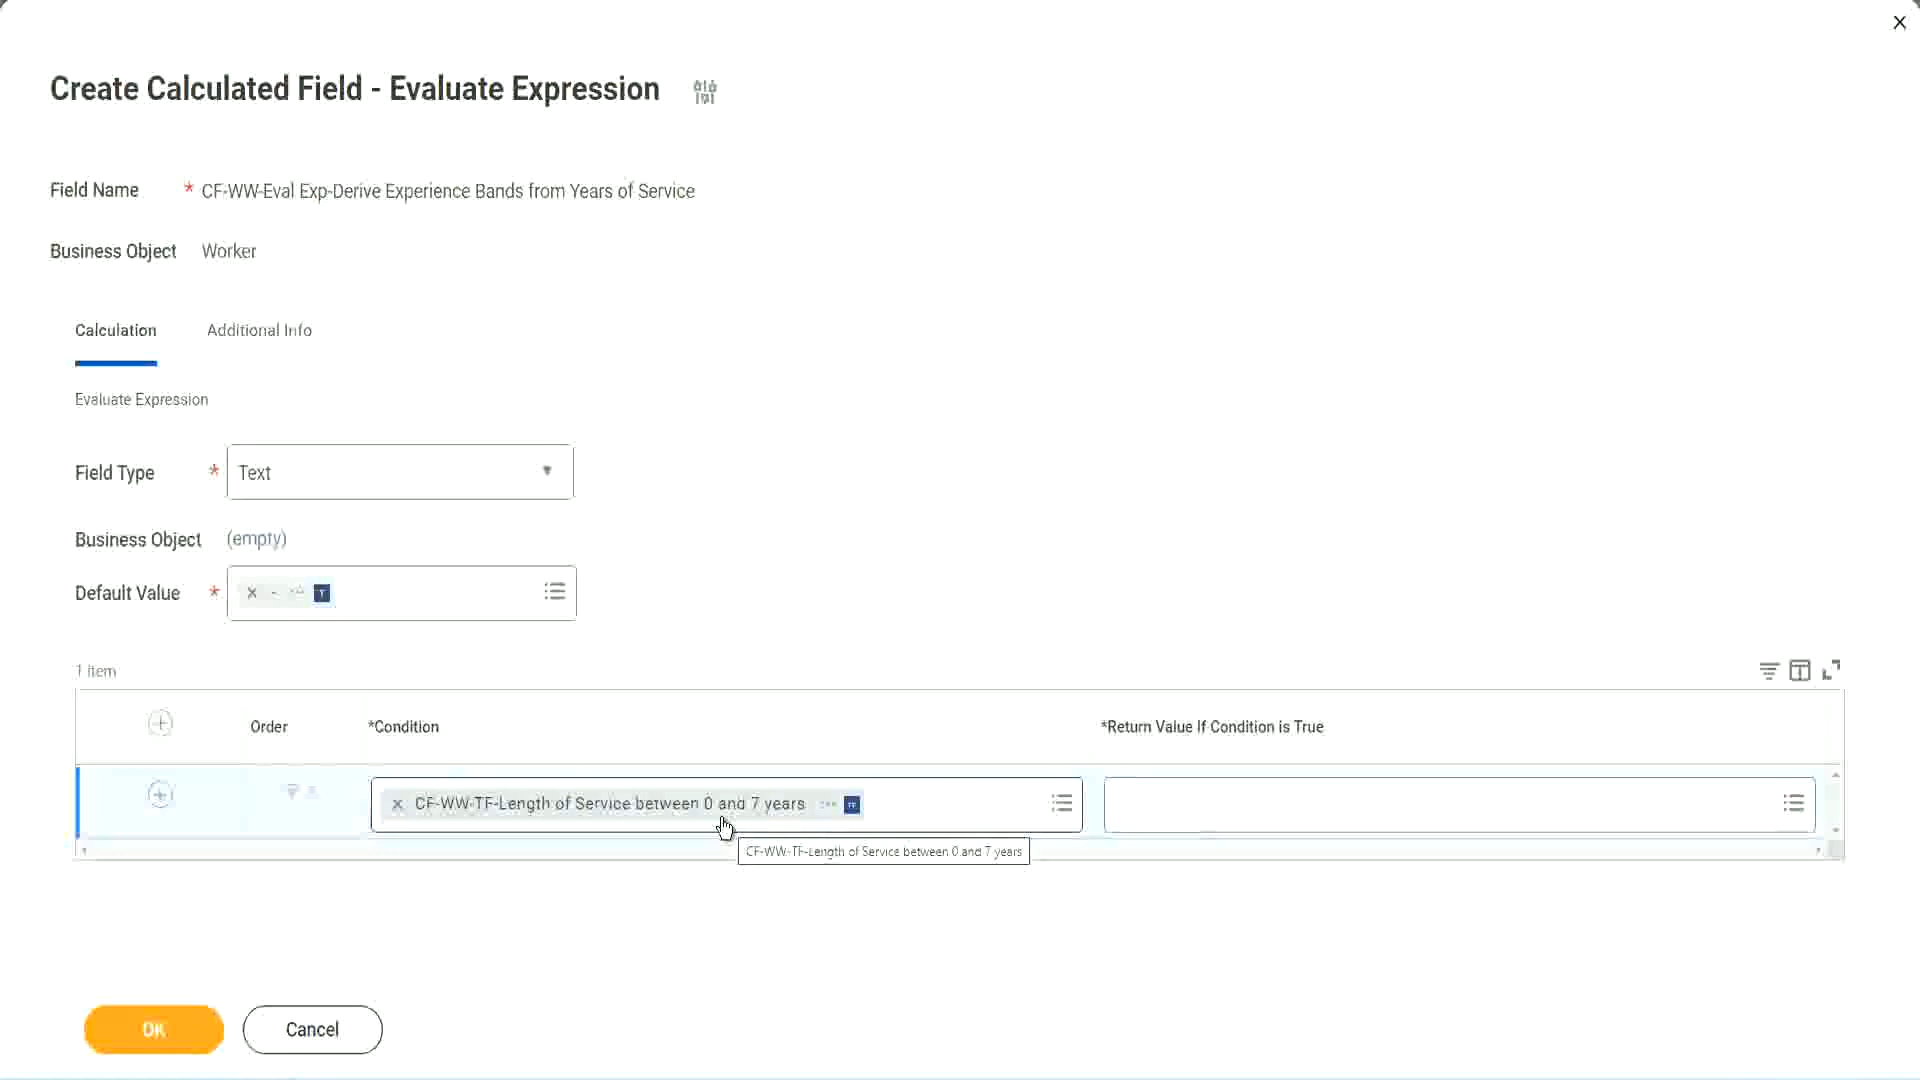 Create Calculated Field - Evaluate Expression
Field Name * CF-WW-Eval Exp-Derive Experience Bands from Years of Service
Business Object Worker
Calculation Additional Info
Evaluate Expression
Field Type * Text
Business Object (empty)
Default Value * × - ... T
1 item
Order *Condition *Return Value If Condition is True
× CF-WW-TF-Length of Service between 0 and 7 years ... TF
CF-WW-TF-Length of Service between 0 and 7 years
OK Cancel